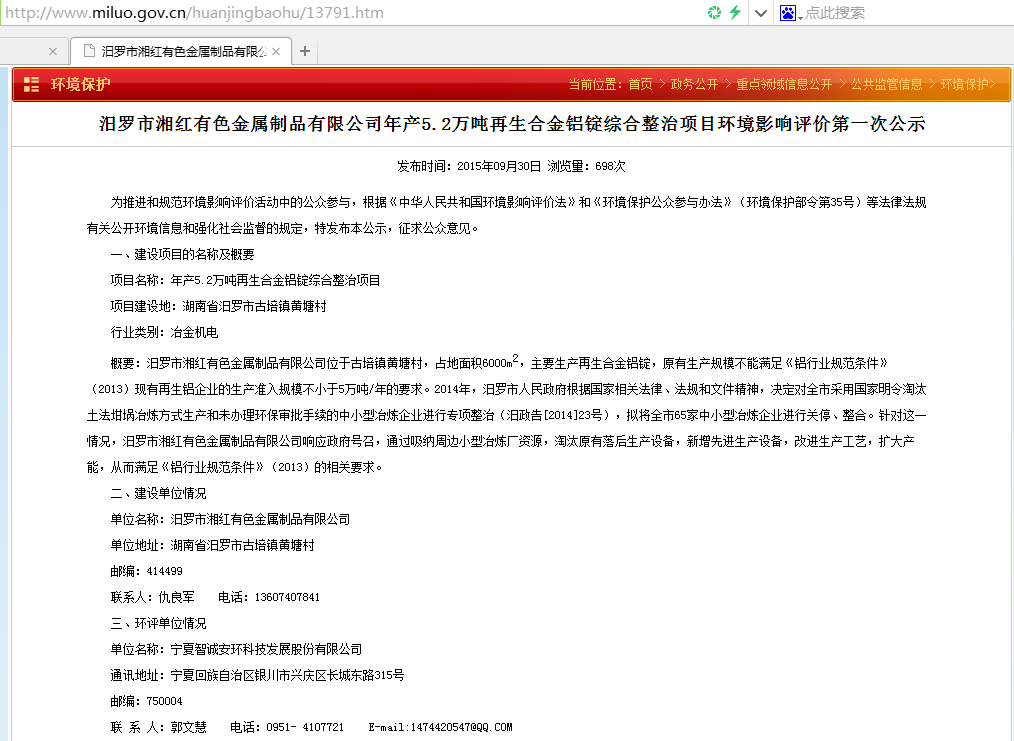 http://www.miluo.gov.cn/huanjingbaohu/13791.htm
点此搜索
汨罗市湘红有色金属制品有限公
环境保护
当前位置：首页 > 政务公开 > 重点领域信息公开 > 公共监管信息 > 环境保护>
汨罗市湘红有色金属制品有限公司年产5.2万吨再生合金铝锭综合整治项目环境影响评价第一次公示
发布时间：2015年09月30日 浏览量：698次
为推进和规范环境影响评价活动中的公众参与，根据《中华人民共和国环境影响评价法》和《环境保护公众参与办法》（环境保护部令第35号）等法律法规
有关公开环境信息和强化社会监督的规定，特发布本公示，征求公众意见。
一、建设项目的名称及概要
项目名称：年产5.2万吨再生合金铝锭综合整治项目
项目建设地：湖南省汨罗市古培镇黄塘村
行业类别：冶金机电
概要：汨罗市湘红有色金属制品有限公司位于古培镇黄塘村，占地面积6000m2，主要生产再生合金铝锭，原有生产规模不能满足《铝行业规范条件》
（2013）现有再生铝企业的生产准入规模不小于5万吨/年的要求。2014年，汨罗市人民政府根据国家相关法律、法规和文件精神，决定对全市采用国家明令淘汰
土法坩埚冶炼方式生产和未办理环保审批手续的中小型冶炼企业进行专项整治（汨政告[2014]23号），拟将全市65家中小型冶炼企业进行关停、整合。针对这一
情况，汨罗市湘红有色金属制品有限公司响应政府号召，通过吸纳周边小型冶炼厂资源，淘汰原有落后生产设备，新增先进生产设备，改进生产工艺，扩大产
能，从而满足《铝行业规范条件》（2013）的相关要求。
二、建设单位情况
单位名称：汨罗市湘红有色金属制品有限公司
单位地址：湖南省汨罗市古培镇黄塘村
邮编：414499
联系人：仇良军 电话：13607407841
三、环评单位情况
单位名称：宁夏智诚安环科技发展股份有限公司
通讯地址：宁夏回族自治区银川市兴庆区长城东路315号
邮编：750004
联 系 人：郭文慧 电话：0951- 4107721 E-mail:1474420547@QQ.COM